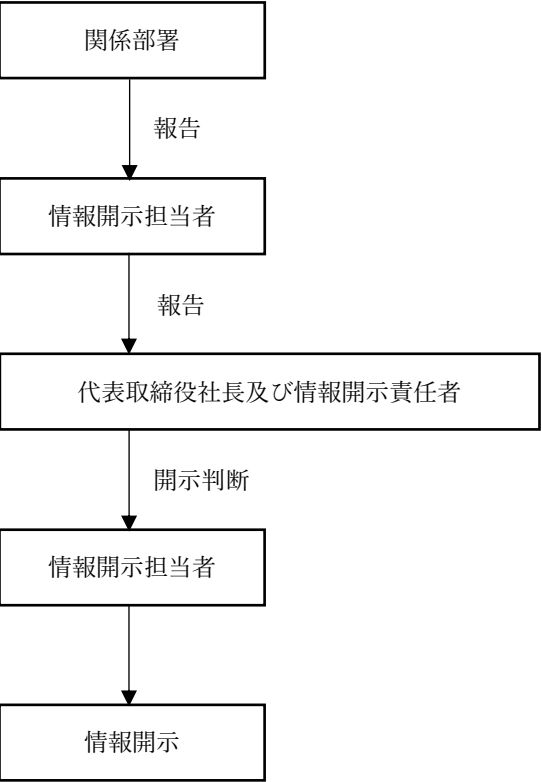 関係部署
報告
情報開示担当者
報告
代表取締役社長及び情報開示責任者
開示判断
情報開示担当者
情報開示